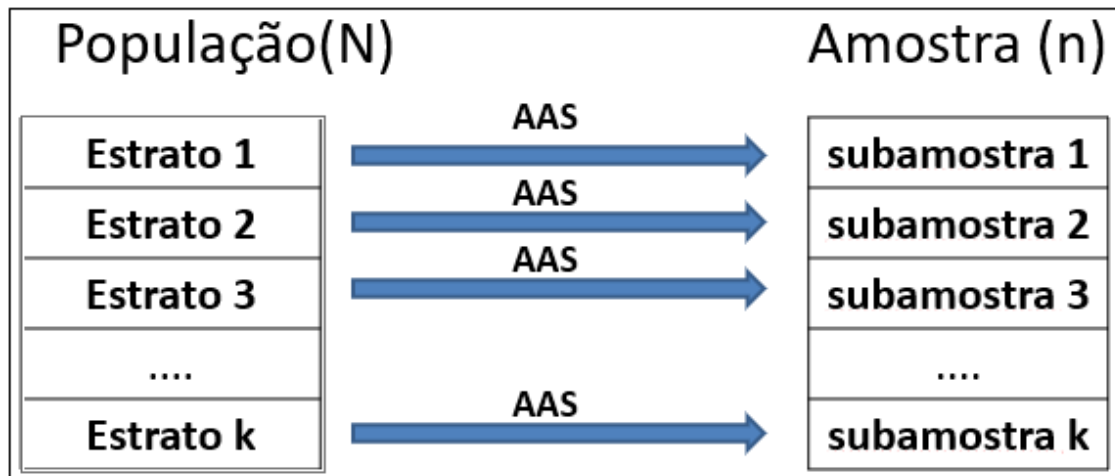 População(N) Amostra (n)
Estrato 1 AAS subamostra 1
Estrato 2 AAS subamostra 2
Estrato 3 AAS subamostra 3
.... ....
Estrato k AAS subamostra k